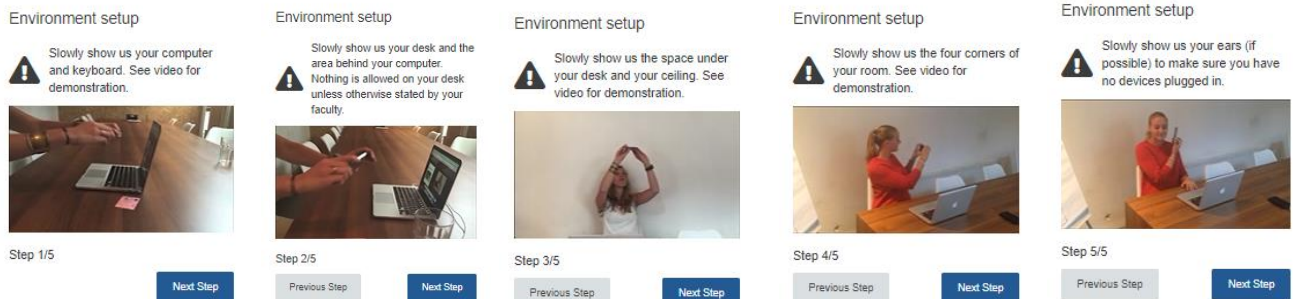 Environment setup
Slowly show us your computer
and keyboard. See video for
demonstration.
Step 1/5
Next Step
Environment setup
Slowly show us your desk and the
area behind your computer.
Nothing is allowed on your desk
unless otherwise stated by your
faculty.
Step 2/5
Previous Step
Next Step
Environment setup
Slowly show us the space under
your desk and your ceiling. See
video for demonstration.
Step 3/5
Previous Step
Next Step
Environment setup
Slowly show us the four corners of
your room. See video for
demonstration.
Step 4/5
Previous Step
Next Step
Environment setup
Slowly show us your ears (if
possible) to make sure you have
no devices plugged in.
Step 5/5
Previous Step
Next Step